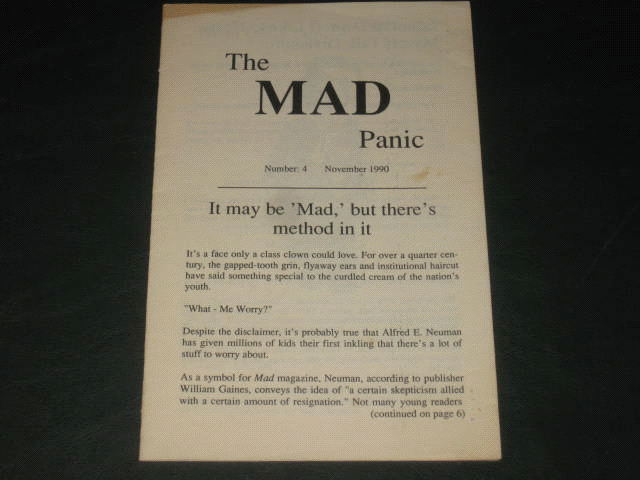 The
MAD
Panic
Number: 4 November 1990
It may be 'Mad,' but there's
method in it
It's a face only a class clown could love. For over a quarter cen-
tury, the gapped-tooth grin, flyaway ears and institutional haircut
have said something special to the curdled cream of the nation's
youth.
"What - Me Worry?"
Despite the disclaimer, it's probably true that Alfred E. Neuman
has given millions of kids their first inkling that there's a lot of
stuff to worry about.
As a symbol for Mad magazine, Neuman, according to publisher
William Gaines, conveys the idea of "a certain skepticism allied
with a certain amount of resignation." Not many young readers
(continued on page 6)